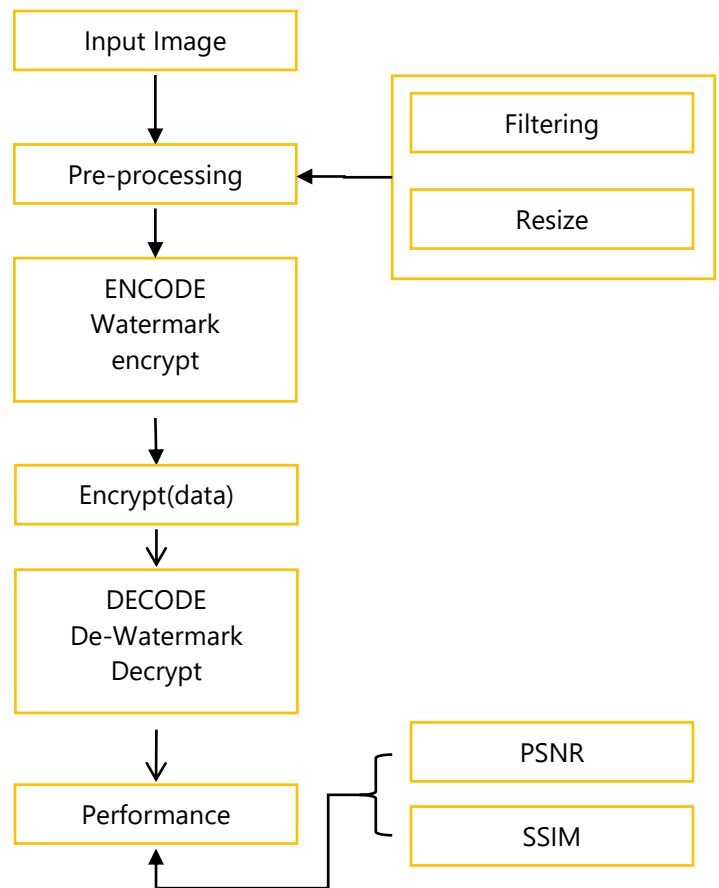 Input Image
Filtering
Pre-processing
Resize
ENCODE
Watermark
encrypt
Encrypt(data)
DECODE
De-Watermark
Decrypt
PSNR
Performance
SSIM